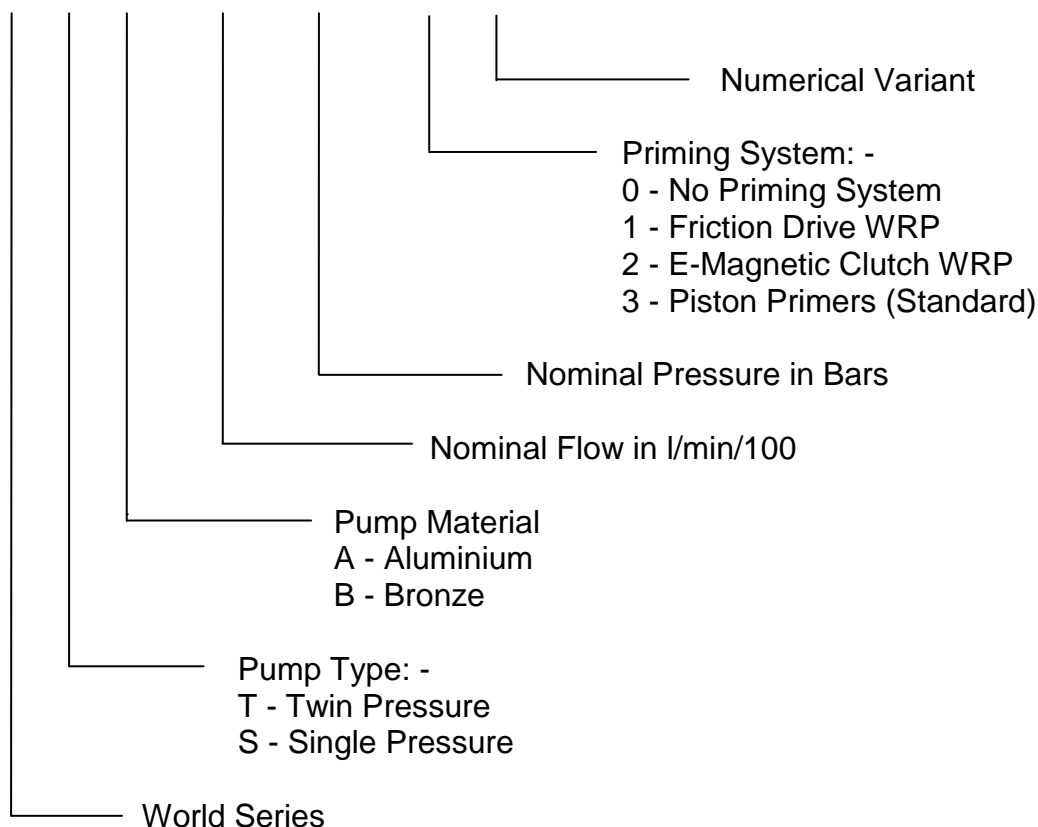 Numerical Variant
Priming System: -
0 - No Priming System
1 - Friction Drive WRP
2 - E-Magnetic Clutch WRP
3 - Piston Primers (Standard)
Nominal Pressure in Bars
Nominal Flow in l/min/100
Pump Material
A - Aluminium
B - Bronze
Pump Type: -
T - Twin Pressure
S - Single Pressure
World Series